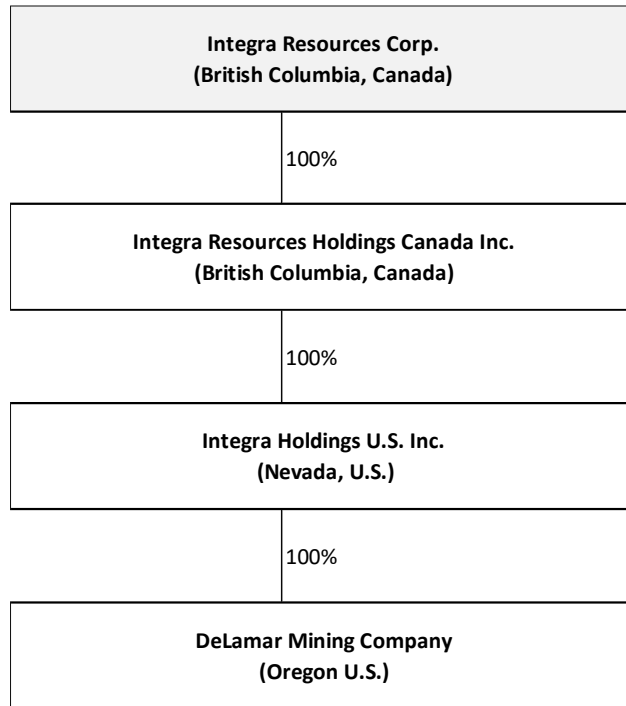 Integra Resources Corp.
(British Columbia, Canada)
100%
Integra Resources Holdings Canada Inc.
(British Columbia, Canada)
100%
Integra Holdings U.S. Inc.
(Nevada, U.S.)
100%
DeLamar Mining Company
(Oregon U.S.)